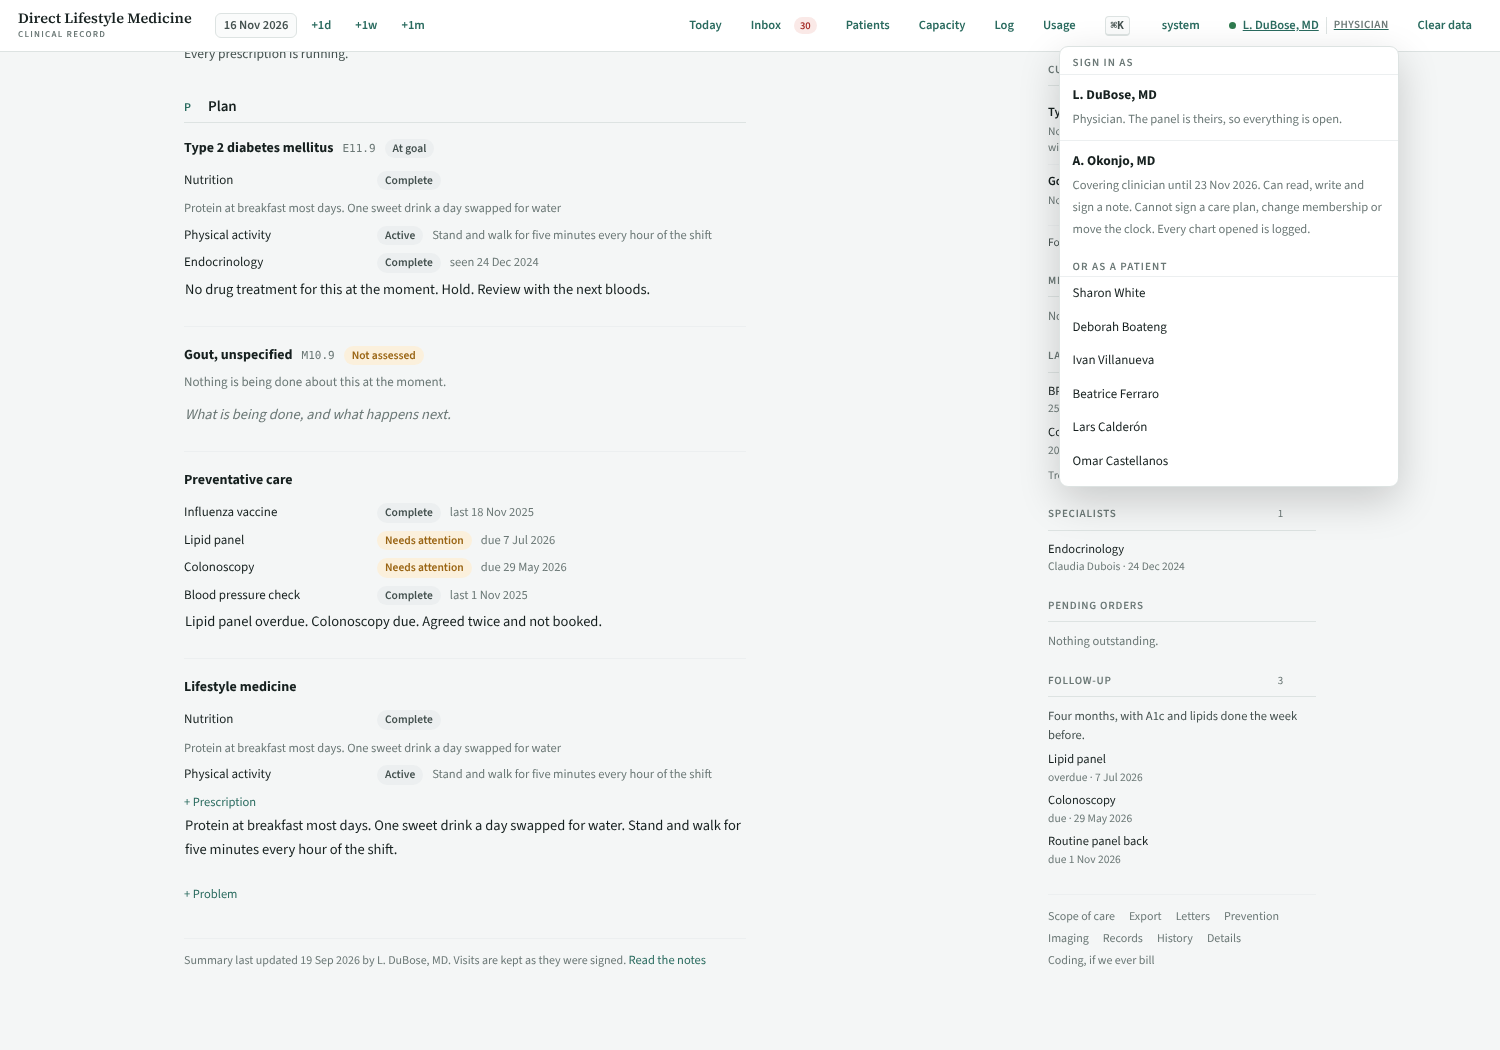 Direct Lifestyle Medicine
CLINICAL RECORD
16 Nov 2026
+1d
+1w
+1m
Today
Inbox 30
Patients
Capacity
Log
Usage
⌘K
system
L. DuBose, MD
PHYSICIAN
Clear data
Every prescription is running.
P Plan
Type 2 diabetes mellitus E11.9 At goal
Nutrition Complete
Protein at breakfast most days. One sweet drink a day swapped for water
Physical activity Active Stand and walk for five minutes every hour of the shift
Endocrinology Complete seen 24 Dec 2024
No drug treatment for this at the moment. Hold. Review with the next bloods.
Gout, unspecified M10.9 Not assessed
Nothing is being done about this at the moment.
What is being done, and what happens next.
Preventative care
Influenza vaccine Complete last 18 Nov 2025
Lipid panel Needs attention due 7 Jul 2026
Colonoscopy Needs attention due 29 May 2026
Blood pressure check Complete last 1 Nov 2025
Lipid panel overdue. Colonoscopy due. Agreed twice and not booked.
Lifestyle medicine
Nutrition Complete
Protein at breakfast most days. One sweet drink a day swapped for water
Physical activity Active Stand and walk for five minutes every hour of the shift
+ Prescription
Protein at breakfast most days. One sweet drink a day swapped for water. Stand and walk for
five minutes every hour of the shift.
+ Problem
Summary last updated 19 Sep 2026 by L. DuBose, MD. Visits are kept as they were signed. Read the notes
SIGN IN AS
L. DuBose, MD
Physician. The panel is theirs, so everything is open.
A. Okonjo, MD
Covering clinician until 23 Nov 2026. Can read, write and
sign a note. Cannot sign a care plan, change membership or
move the clock. Every chart opened is logged.
OR AS A PATIENT
Sharon White
Deborah Boateng
Ivan Villanueva
Beatrice Ferraro
Lars Calderón
Omar Castellanos
SPECIALISTS 1
Endocrinology
Claudia Dubois · 24 Dec 2024
PENDING ORDERS
Nothing outstanding.
FOLLOW-UP 3
Four months, with A1c and lipids done the week
before.
Lipid panel
overdue · 7 Jul 2026
Colonoscopy
due · 29 May 2026
Routine panel back
due 1 Nov 2026
Scope of care Export Letters Prevention
Imaging Records History Details
Coding, if we ever bill